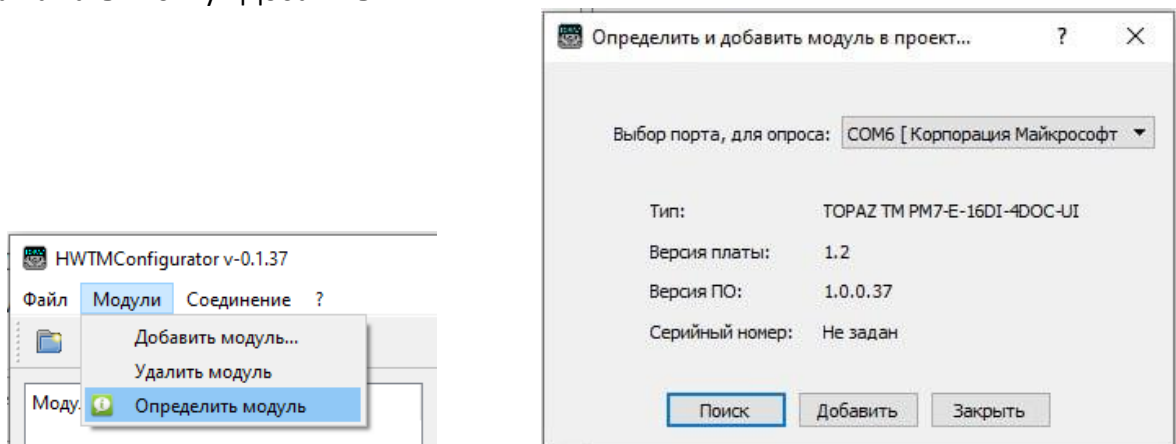 HWTMConfigurator v-0.1.37
Файл Модули Соединение ?
Добавить модуль...
Удалить модуль
Моду
Определить модуль
Определить и добавить модуль в проект... ?
Выбор порта, для опроса: COM6 [ Корпорация Майкрософт
Тип: TOPAZ TM PM7-E-16DI-4DOC-UI
Версия платы: 1.2
Версия ПО: 1.0.0.37
Серийный номер: Не задан
Поиск Добавить Закрыть